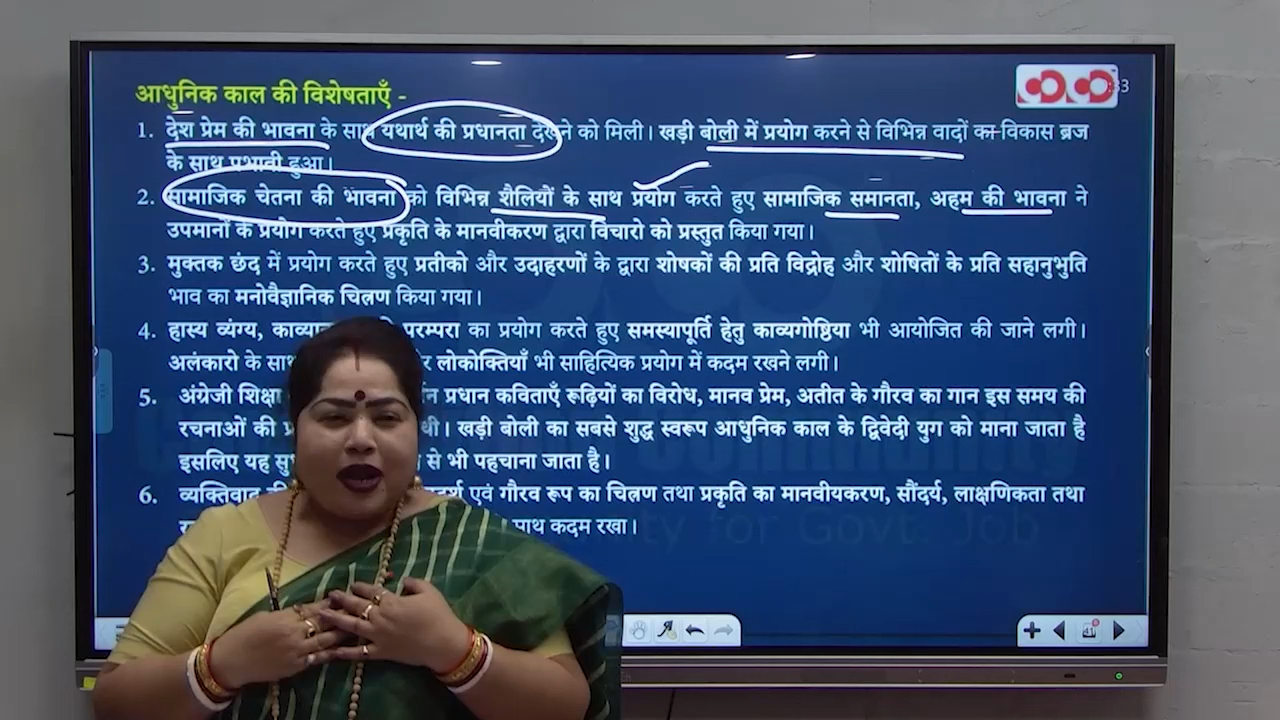 आधुनिक काल की विशेषताएँ -
:33
1. देश प्रेम की भावना के साथ यथार्थ की प्रधानता देखने को मिली। खड़ी बोली में प्रयोग करने से विभिन्न वादों का विकास ब्रज
के साथ प्रभावी हुआ।
2. सामाजिक चेतना की भावना को विभिन्न शैलियों के साथ प्रयोग करते हुए सामाजिक समानता, अहम की भावना ने
उपमानों के प्रयोग करते हुए प्रकृति के मानवीकरण द्वारा विचारो को प्रस्तुत किया गया।
3. मुक्तक छंद में प्रयोग करते हुए प्रतीको और उदाहरणों के द्वारा शोषकों की प्रति विद्रोह और शोषितों के प्रति सहानुभुति
भाव का मनोवैज्ञानिक चित्रण किया गया।
4. हास्य व्यंग्य, परम्परा का प्रयोग करते हुए समस्यापूर्ति हेतु काव्यगोष्ठिया भी आयोजित की जाने लगी।
अलंकारो के साथ लोकोक्तियाँ भी साहित्यिक प्रयोग में कदम रखने लगी।
5. अंग्रेजी शिक्षा प्रधान कविताएँ रूढ़ियों का विरोध, मानव प्रेम, अतीत के गौरव का गान इस समय की
रचनाओं की थी। खड़ी बोली का सबसे शुद्ध स्वरूप आधुनिक काल के द्विवेदी युग को माना जाता है
इसलिए यह से भी पहचाना जाता है।
6. व्यक्तिवाद एवं गौरव रूप का चित्रण तथा प्रकृति का मानवीयकरण, सौंदर्य, लाक्षणिकता तथा
साथ कदम रखा।
for Govt. Job